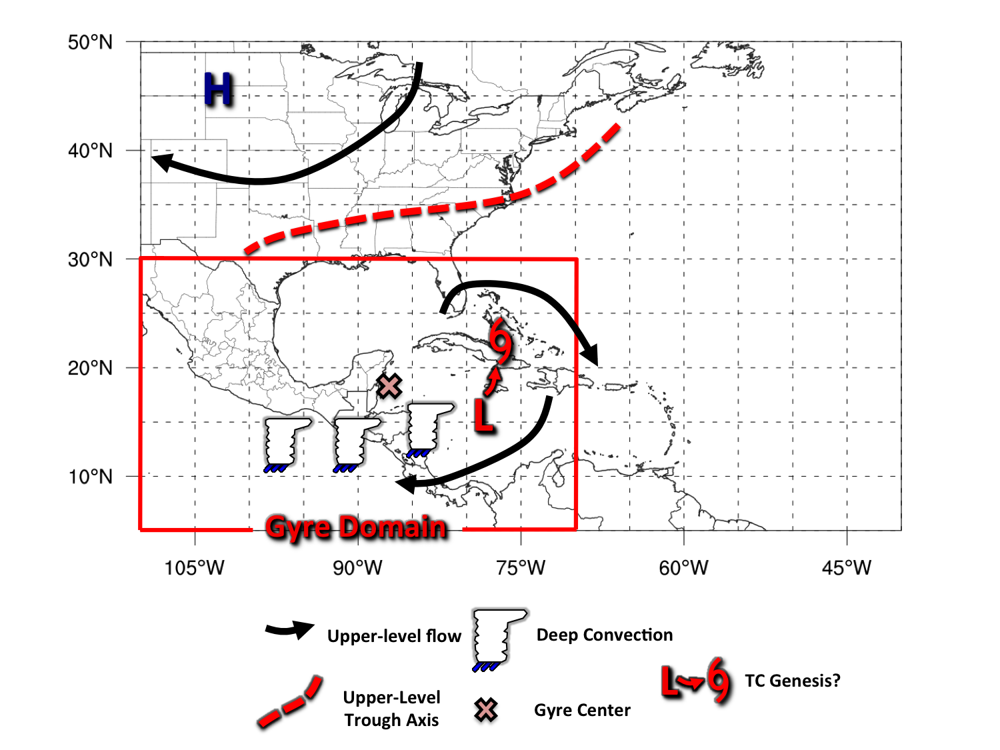 50°N
H
40°N
30°N
20°N
L
10°N
Gyre Domain
105°W
90°W
75°W
60°W
45°W
Upper-level flow
Deep Convection
L
TC Genesis?
Upper-Level
Trough Axis
Gyre Center